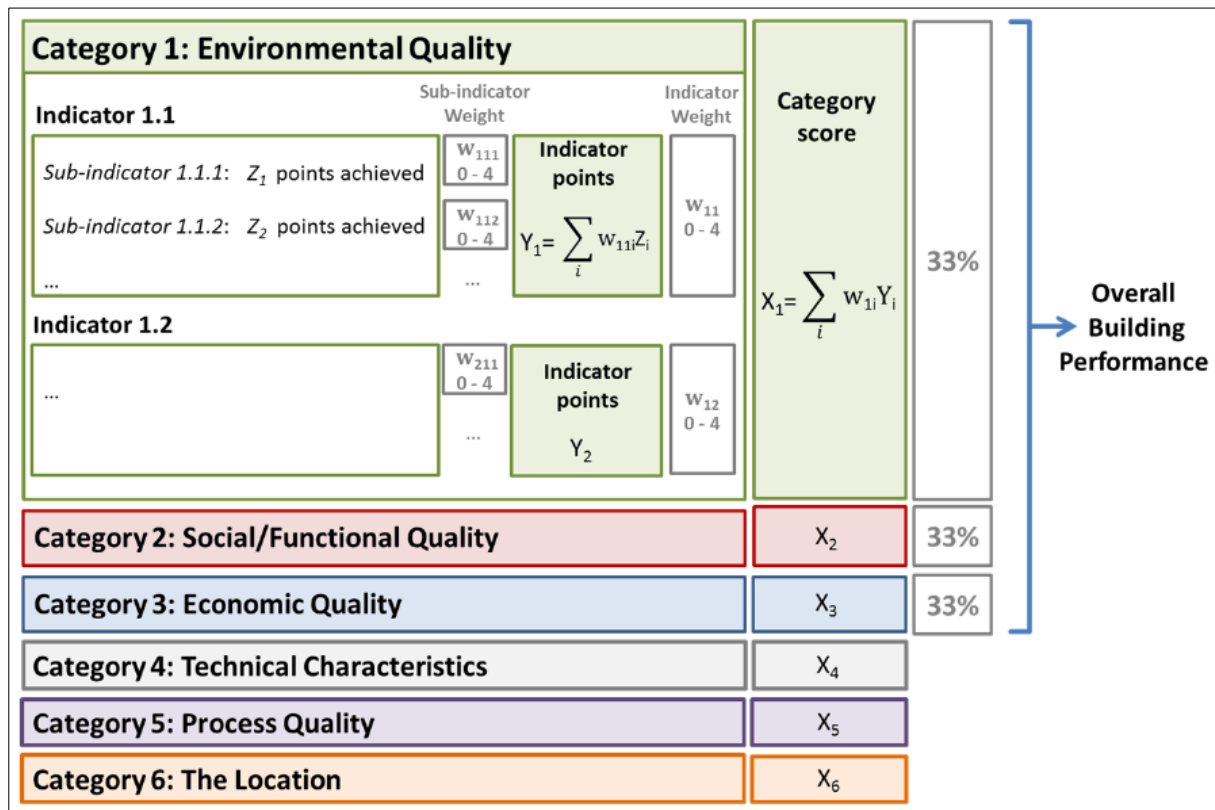 Category 1: Environmental Quality
Sub-indicator
Weight
Indicator
Weight
Category
score
Indicator 1.1
Sub-indicator 1.1.1: Z₁ points achieved
Sub-indicator 1.1.2: Z₂ points achieved
...
w₁₁₁
0 - 4
w₁₁₂
0 - 4
...
Indicator
points
Y₁= ∑ᵢ w₁₁ᵢZᵢ
w₁₁
0 - 4
X₁= ∑ᵢ w₁ᵢYᵢ
33%
Indicator 1.2
...
w₂₁₁
0 - 4
...
Indicator
points
Y₂
w₁₂
0 - 4
Overall
Building
Performance
Category 2: Social/Functional Quality
X₂
33%
Category 3: Economic Quality
X₃
33%
Category 4: Technical Characteristics
X₄
Category 5: Process Quality
X₅
Category 6: The Location
X₆